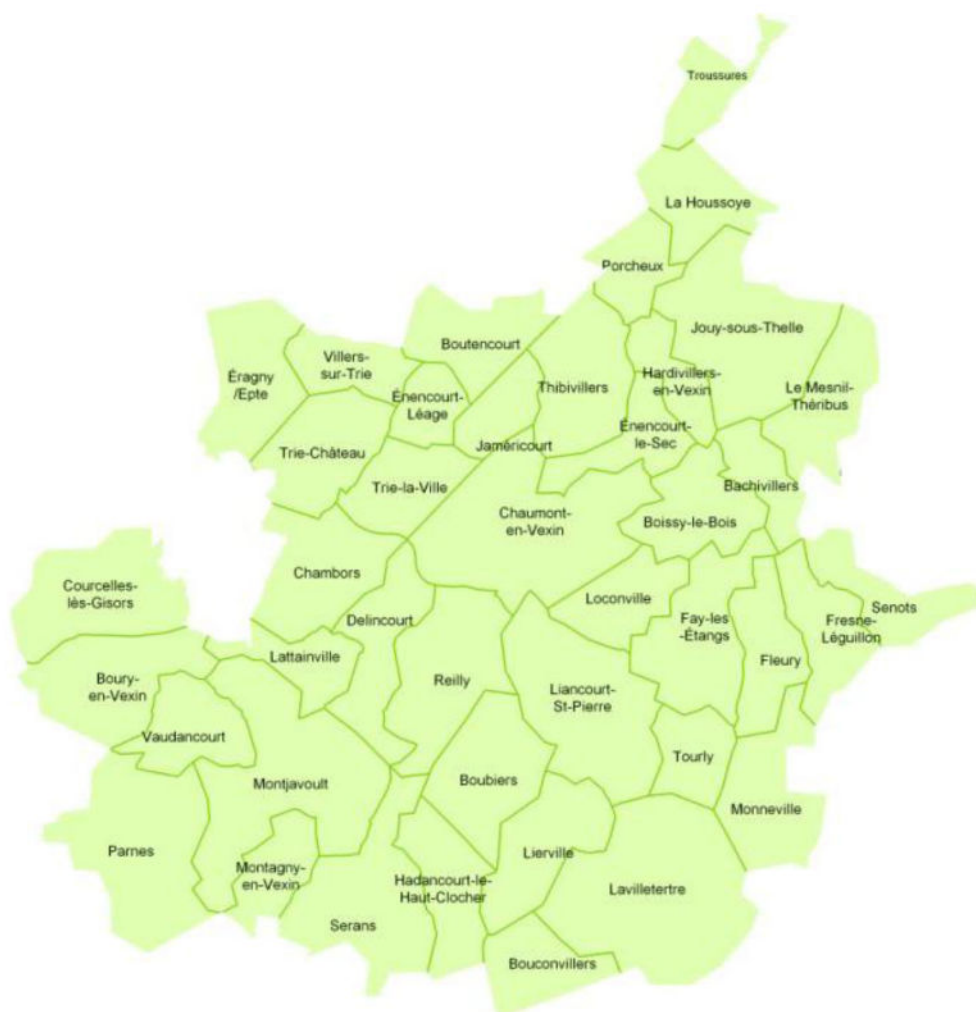 Troussures
La Houssoye
Porcheux
Jouy-sous-Thelle
Boutencourt
Villers-
sur-Trie
Éragny
/Epte
Thibivillers
Hardivillers-
en-Vexin
Le Mesnil-
Théribus
Énencourt-
Léage
Énencourt-
le-Sec
Trie-Château
Jaméricourt
Trie-la-Ville
Bachivillers
Chaumont-
en-Vexin
Boissy-le-Bois
Chambors
Courcelles-
lès-Gisors
Loconville
Senots
Delincourt
Fay-les
-Étangs
Fresne-
Léguillon
Lattainville
Fleury
Boury-
en-Vexin
Reilly
Liancourt-
St-Pierre
Vaudancourt
Tourly
Montjavoult
Boubiers
Monneville
Parnes
Lierville
Montagny-
en-Vexin
Hadancourt-le-
Haut-Clocher
Lavilletertre
Serans
Bouconvillers